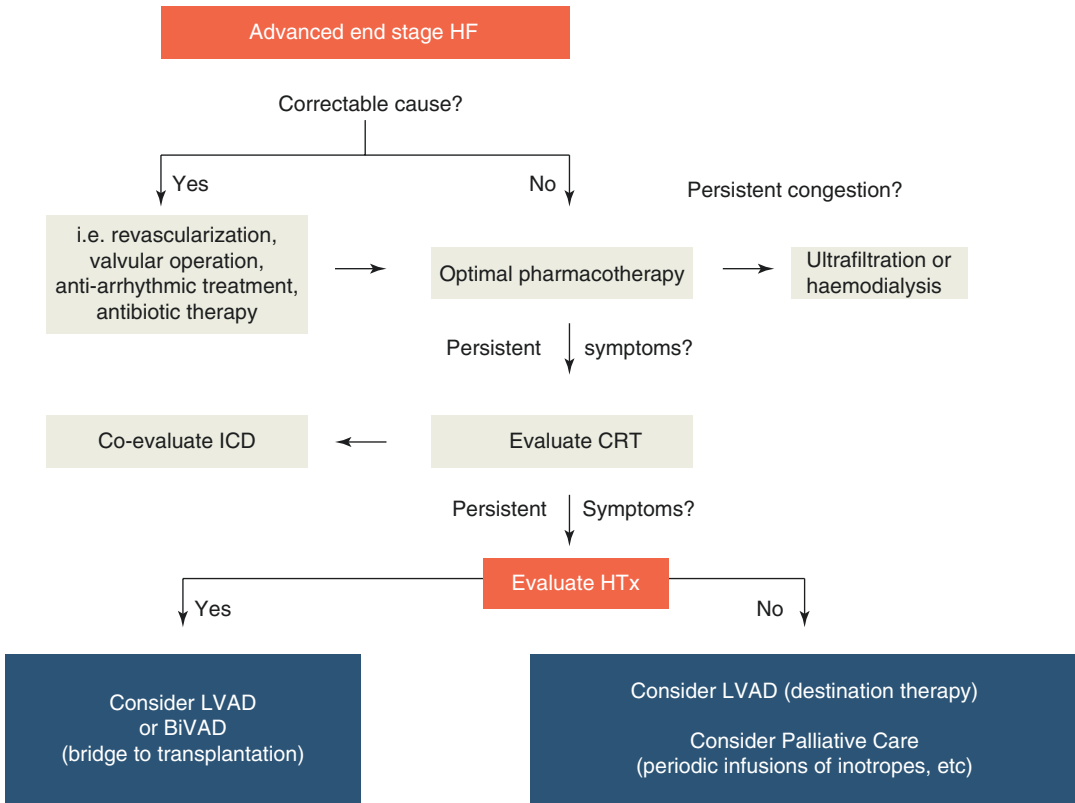 Advanced end stage HF
Correctable cause?
Yes
No
Persistent congestion?
i.e. revascularization,
valvular operation,
anti-arrhythmic treatment,
antibiotic therapy
Optimal pharmacotherapy
Ultrafiltration or
haemodialysis
Persistent symptoms?
Co-evaluate ICD
Evaluate CRT
Persistent Symptoms?
Evaluate HTx
Yes
No
Consider LVAD
or BiVAD
(bridge to transplantation)
Consider LVAD (destination therapy)
Consider Palliative Care
(periodic infusions of inotropes, etc)